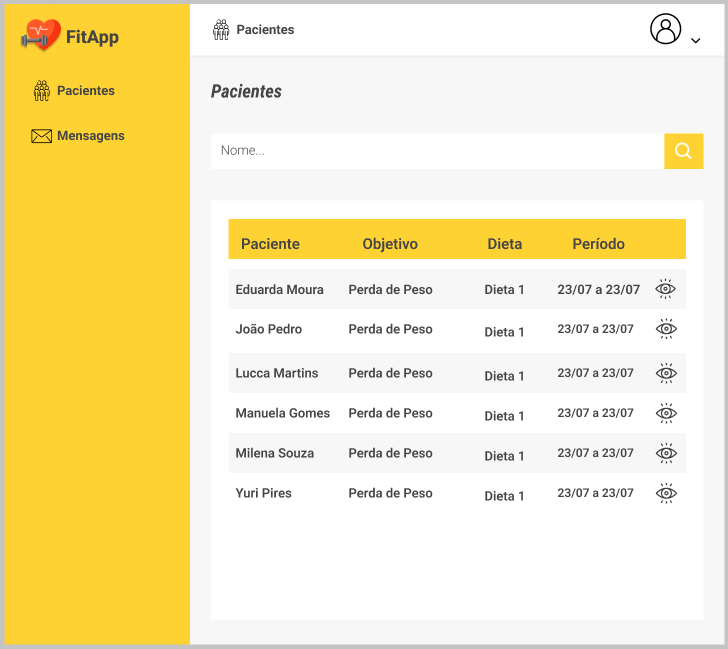 FitApp
Pacientes
Mensagens
Pacientes
Pacientes
Nome...
Paciente Objetivo Dieta Período
Eduarda Moura Perda de Peso Dieta 1 23/07 a 23/07
João Pedro Perda de Peso Dieta 1 23/07 a 23/07
Lucca Martins Perda de Peso Dieta 1 23/07 a 23/07
Manuela Gomes Perda de Peso Dieta 1 23/07 a 23/07
Milena Souza Perda de Peso Dieta 1 23/07 a 23/07
Yuri Pires Perda de Peso Dieta 1 23/07 a 23/07